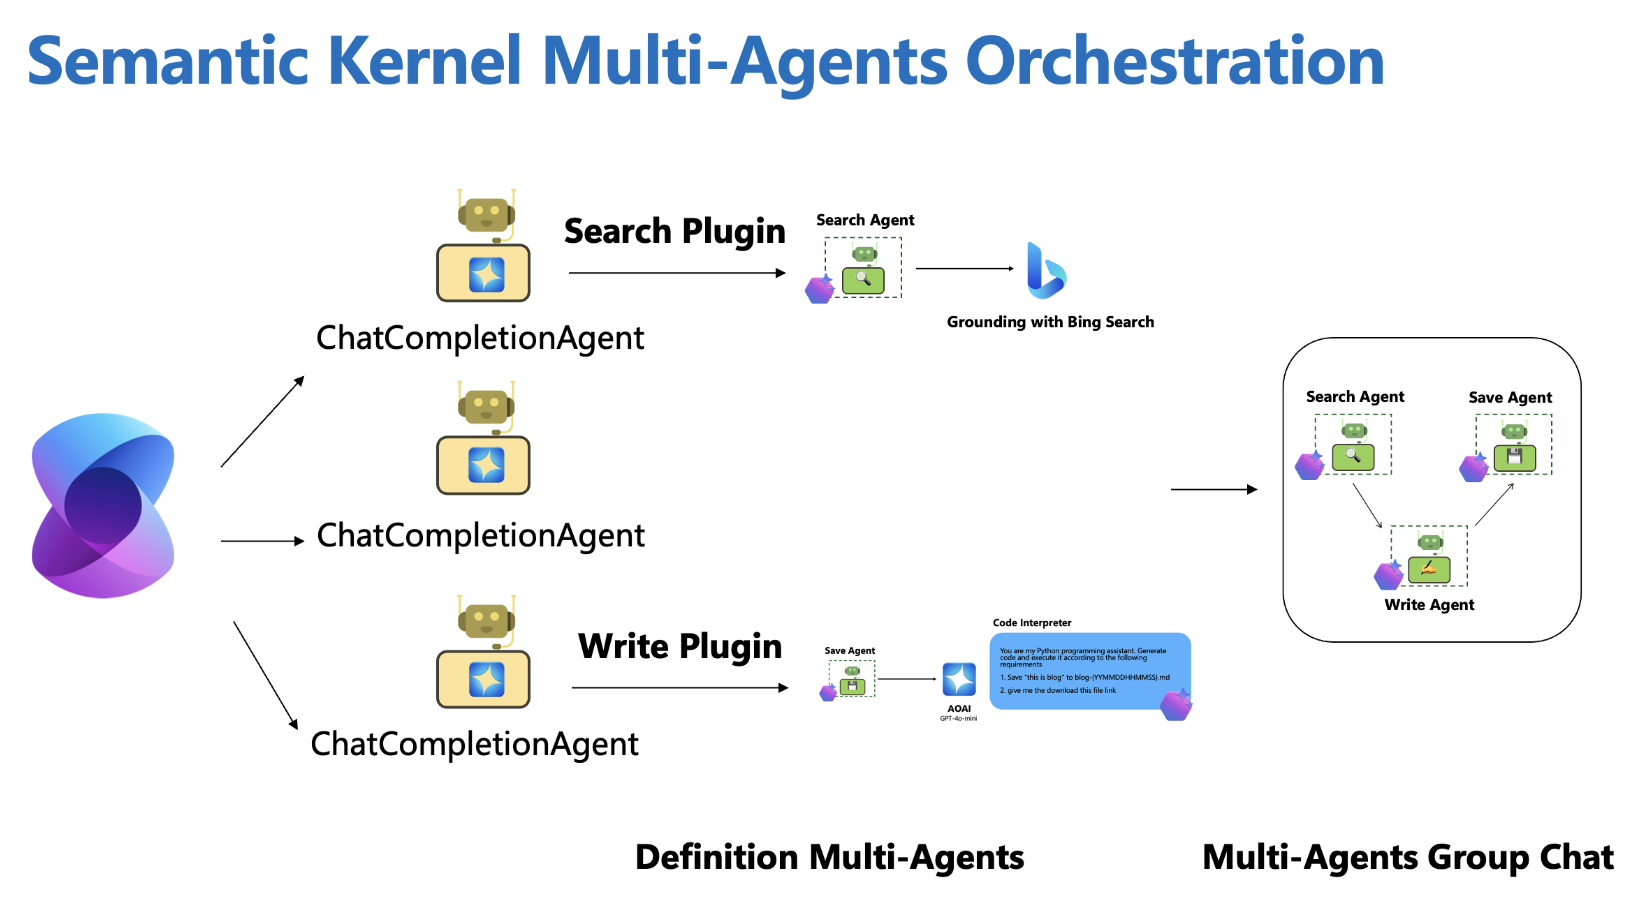 Semantic Kernel Multi-Agents Orchestration
Search Plugin
Search Agent
Grounding with Bing Search
ChatCompletionAgent
ChatCompletionAgent
Write Plugin
Save Agent
AOAI
GPT-4o-mini
Code Interpreter
You are my Python programming assistant. Generate
code and execute it according to the following
requirements
1. Save "this is blog" to blog-{YYMMDDHHMMSS}.md
2. give me the download this file link
ChatCompletionAgent
Search Agent
Save Agent
Write Agent
Definition Multi-Agents
Multi-Agents Group Chat